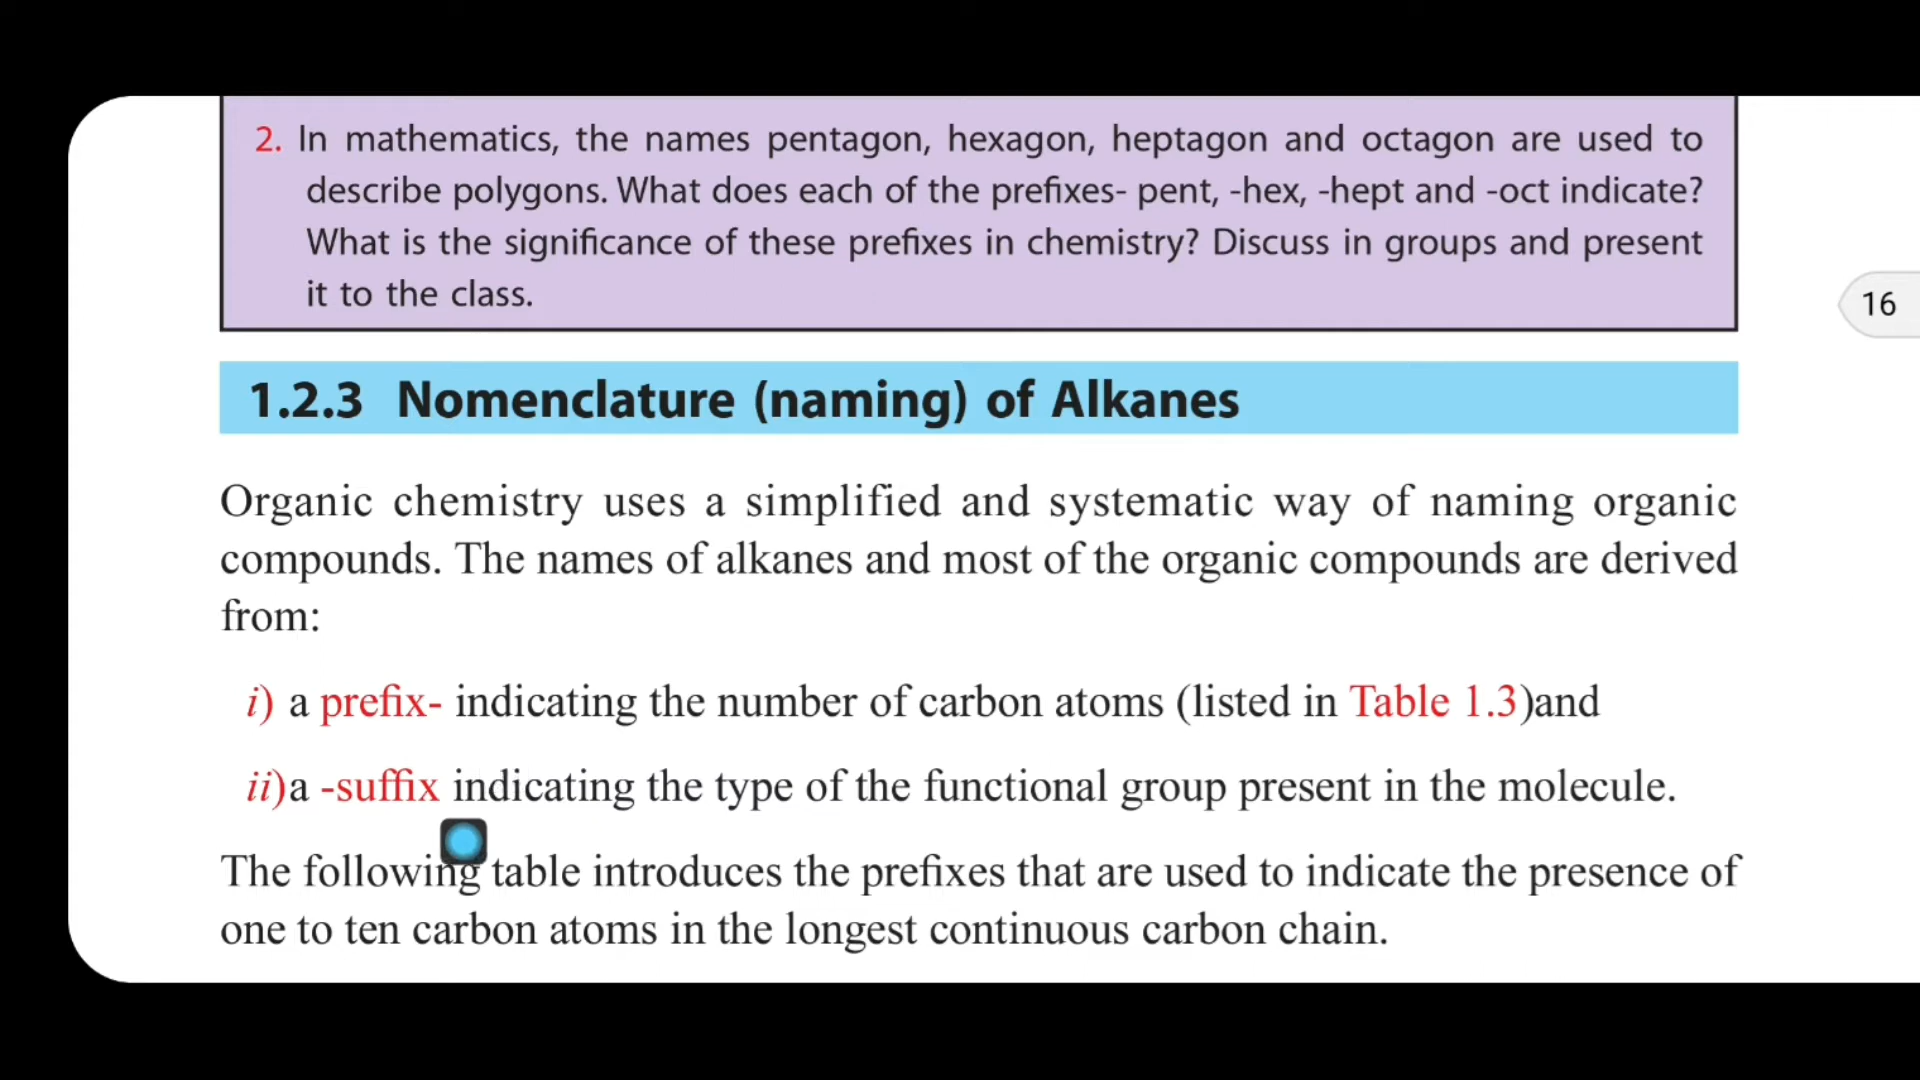 2. In mathematics, the names pentagon, hexagon, heptagon and octagon are used to
describe polygons. What does each of the prefixes- pent, -hex, -hept and -oct indicate?
What is the significance of these prefixes in chemistry? Discuss in groups and present
it to the class.
16
1.2.3 Nomenclature (naming) of Alkanes
Organic chemistry uses a simplified and systematic way of naming organic
compounds. The names of alkanes and most of the organic compounds are derived
from:
i) a prefix- indicating the number of carbon atoms (listed in Table 1.3)and
ii)a -suffix indicating the type of the functional group present in the molecule.
The following table introduces the prefixes that are used to indicate the presence of
one to ten carbon atoms in the longest continuous carbon chain.